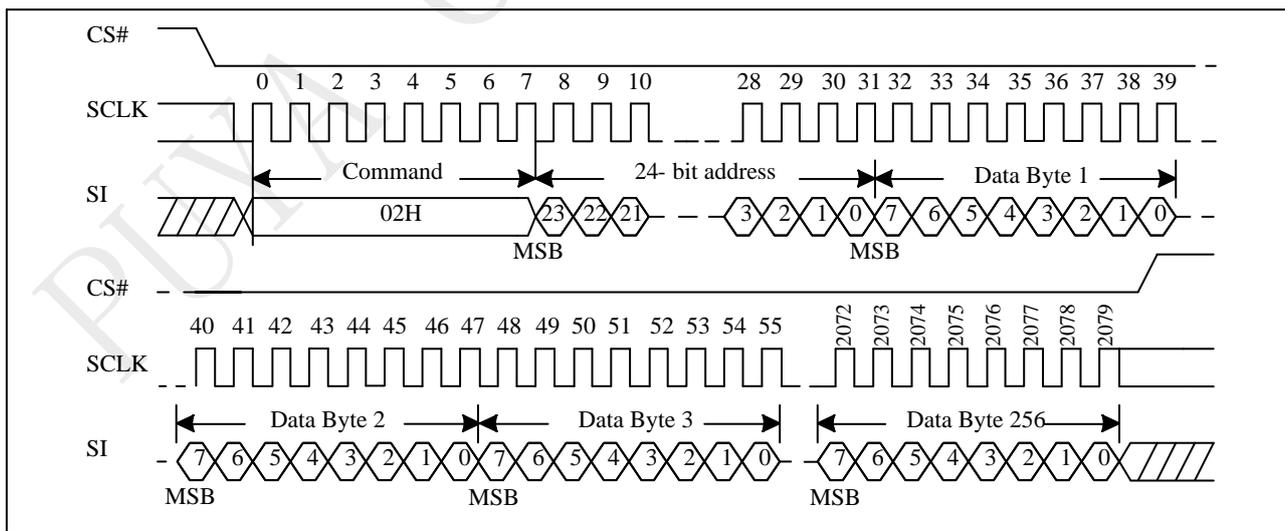 CS#
0 1 2 3 4 5 6 7 8 9 10 28 29 30 31 32 33 34 35 36 37 38 39
SCLK
Command 24- bit address Data Byte 1
SI
02H 23 22 21 3 2 1 0 7 6 5 4 3 2 1 0
MSB MSB
CS#
40 41 42 43 44 45 46 47 48 49 50 51 52 53 54 55 2072 2073 2074 2075 2076 2077 2078 2079
SCLK
Data Byte 2 Data Byte 3 Data Byte 256
SI
7 6 5 4 3 2 1 0 7 6 5 4 3 2 1 0 7 6 5 4 3 2 1 0
MSB MSB MSB
PUYA